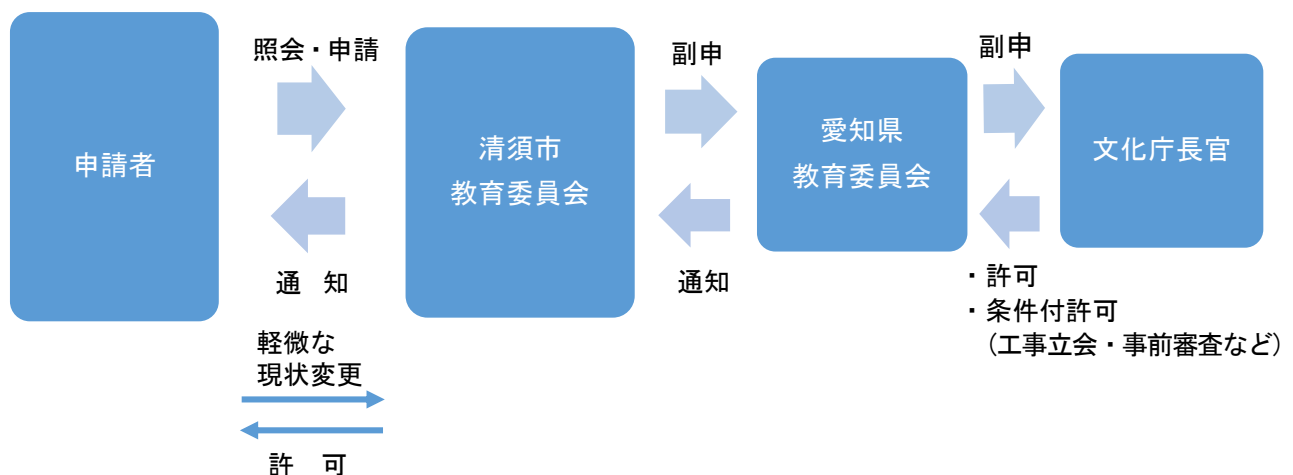 申請者
照会・申請
通　知
軽微な
現状変更
許　可
清須市
教育委員会
副申
通知
愛知県
教育委員会
副申
・許可
・条件付許可
（工事立会・事前審査など）
文化庁長官